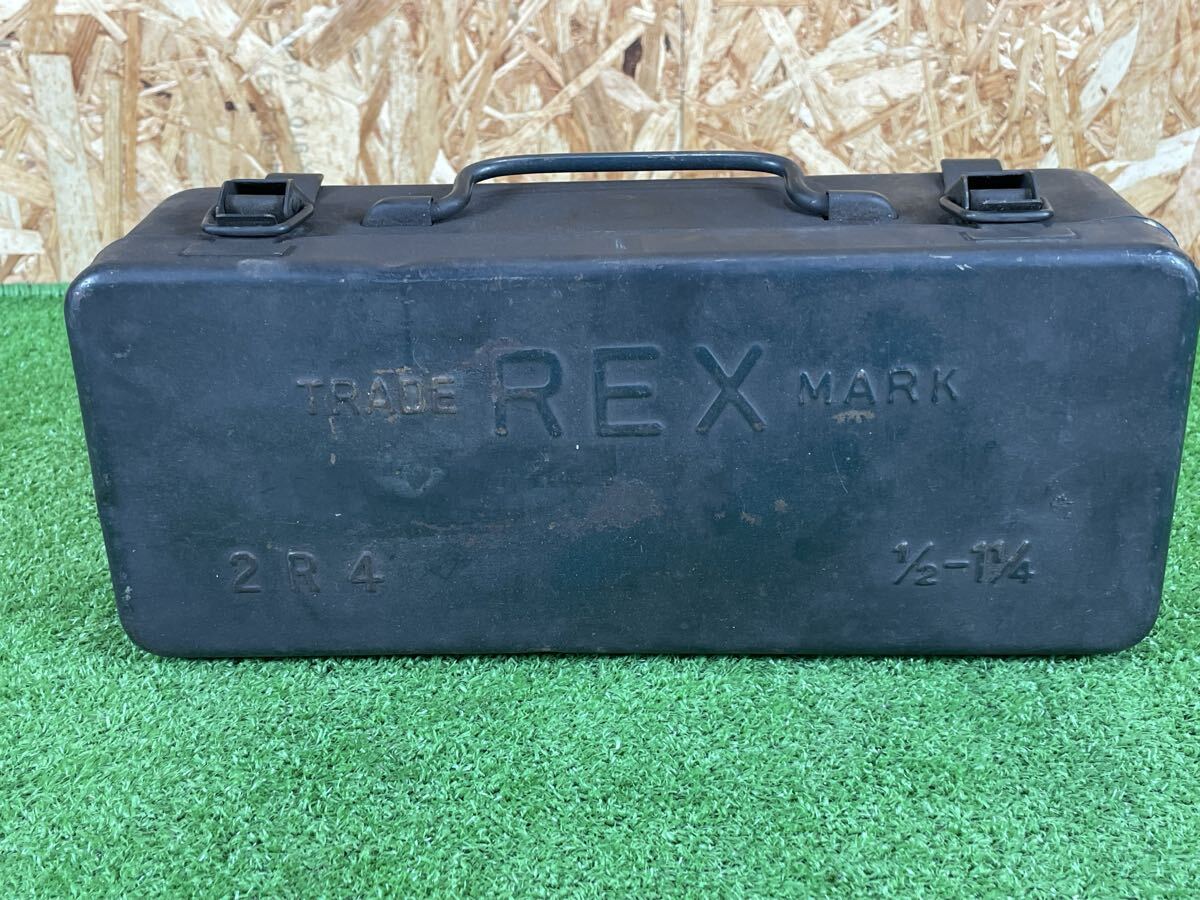 TRADE REX MARK
2R4 ½-1¼